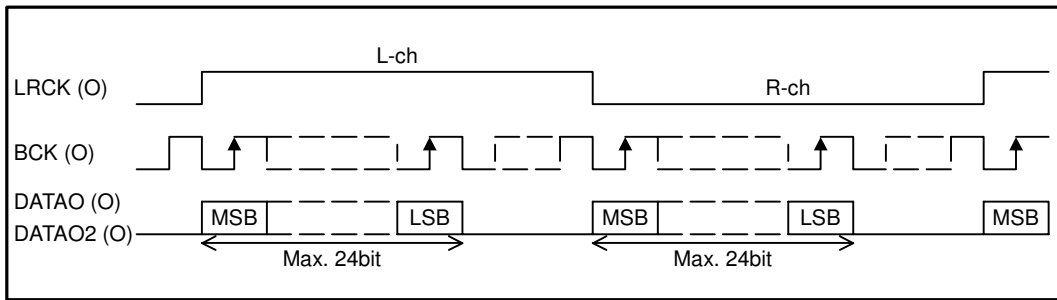 L-ch
LRCK (O)
R-ch
BCK (O)
DATAO (O)
MSB LSB MSB LSB MSB
DATAO2 (O)
Max. 24bit Max. 24bit